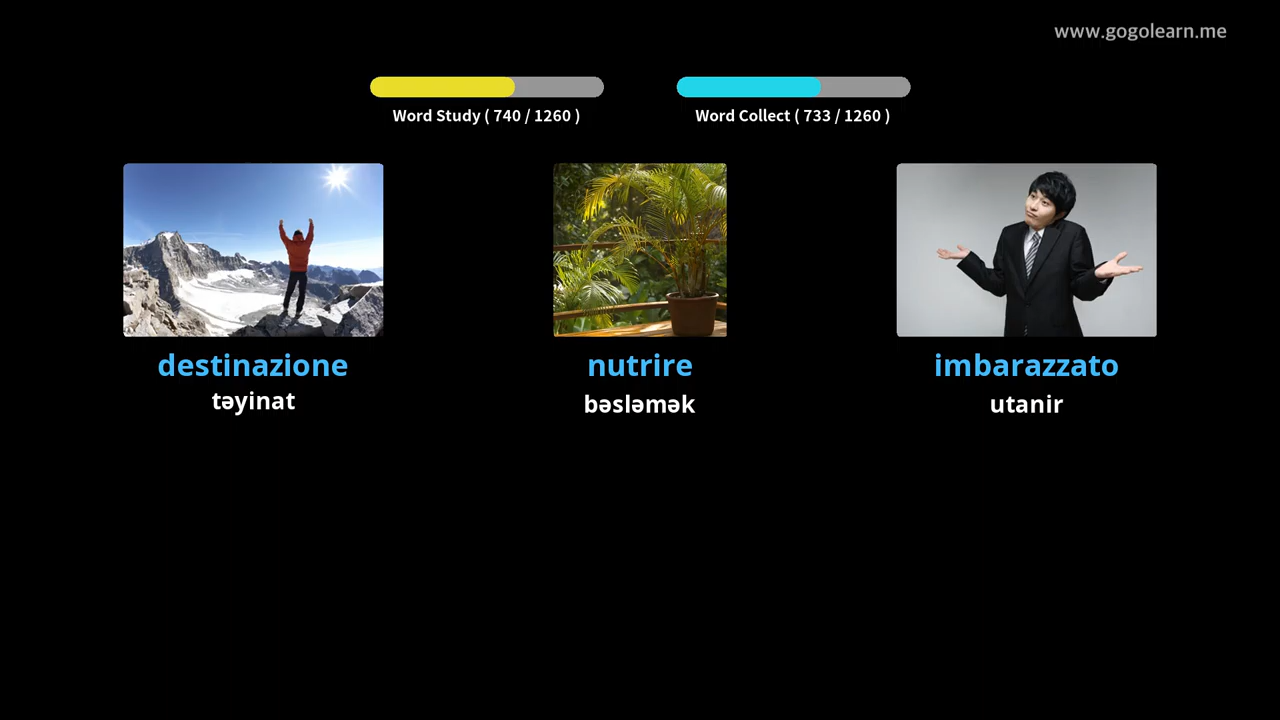 www.gogolearn.me
Word Study ( 740 / 1260 )
Word Collect ( 733 / 1260 )
destinazione
təyinat
nutrire
bəsləmək
imbarazzato
utanir